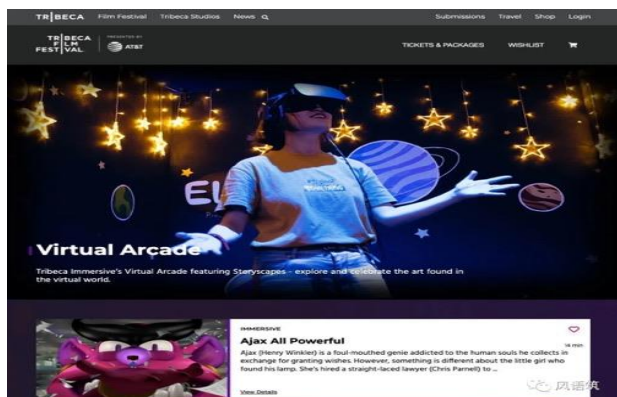 TRIBECA Film Festival Tribeca Studios News Submissions Travel Shop Login
TRIBECA
FILM
FESTIVAL
PRESENTED BY
AT&T
TICKETS & PACKAGES WISHLIST
Virtual Arcade
Tribeca Immersive's Virtual Arcade featuring Storyscapes - explore and celebrate the art found in
the virtual world.
IMMERSIVE
Ajax All Powerful
14 min
Ajax (Henry Winkler) is a foul-mouthed genie addicted to the human souls he collects in
exchange for granting wishes. However, something is different about the little girl who
found his lamp. She's hired a straight-laced lawyer (Chris Parnell) to ...
View Details
风语筑